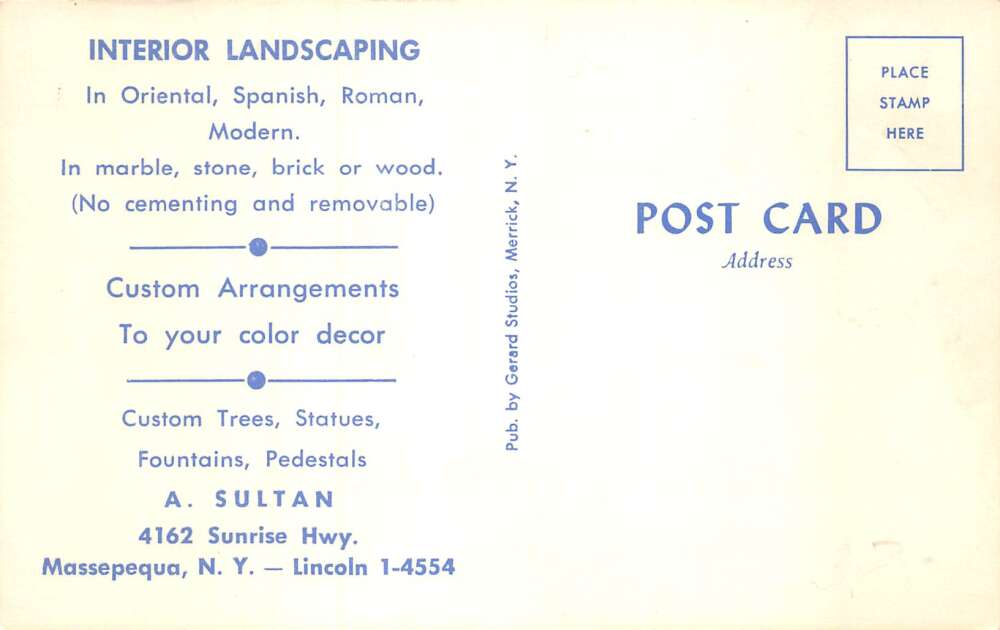 INTERIOR LANDSCAPING
In Oriental, Spanish, Roman,
Modern.
In marble, stone, brick or wood.
(No cementing and removable)
Custom Arrangements
To your color decor
Custom Trees, Statues,
Fountains, Pedestals
A. SULTAN
4162 Sunrise Hwy.
Massepequa, N. Y. — Lincoln 1-4554
Pub. by Gerard Studios, Merrick, N. Y.
PLACE
STAMP
HERE
POST CARD
Address